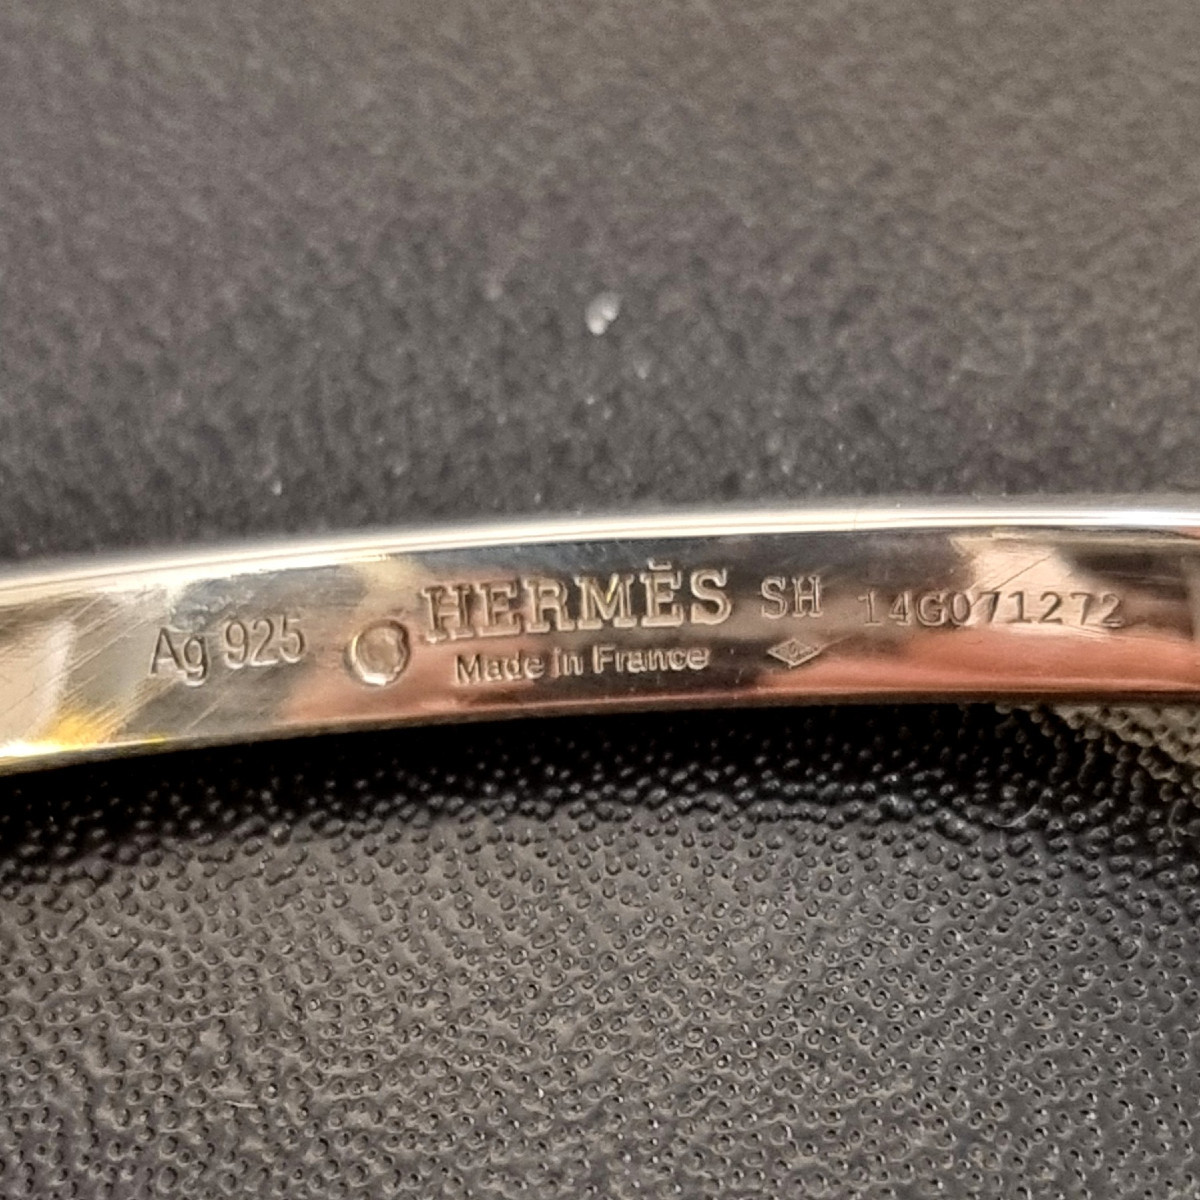 Ag 925 HERMÈS SH 14G071272
Made in France